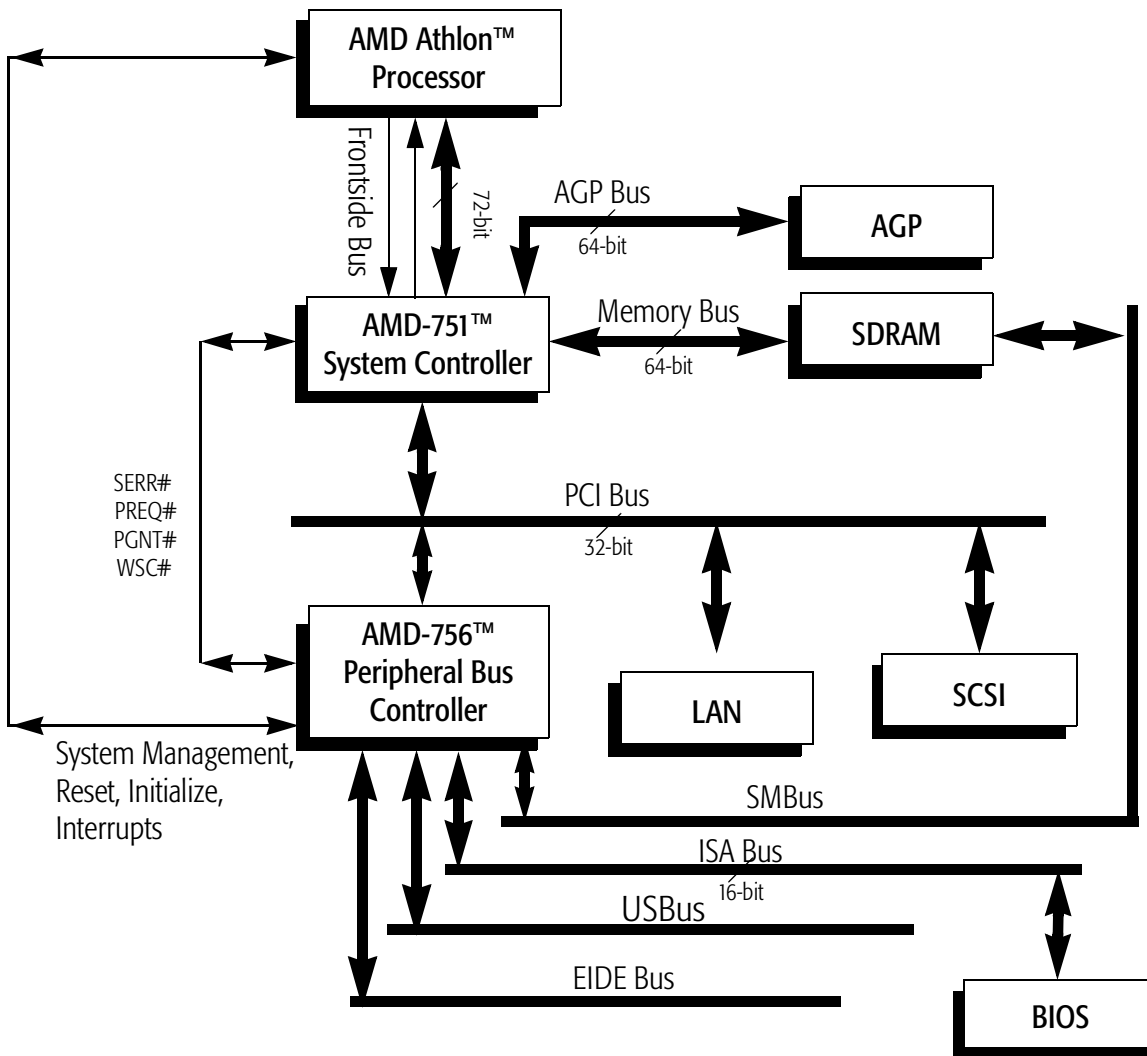 AMD Athlon™
Processor
Frontside Bus
72-bit
AGP Bus
64-bit
AGP
AMD-751™
System Controller
Memory Bus
64-bit
SDRAM
SERR#
PREQ#
PGNT#
WSC#
PCI Bus
32-bit
AMD-756™
Peripheral Bus
Controller
LAN
SCSI
System Management,
Reset, Initialize,
Interrupts
SMBus
ISA Bus
16-bit
USBus
EIDE Bus
BIOS